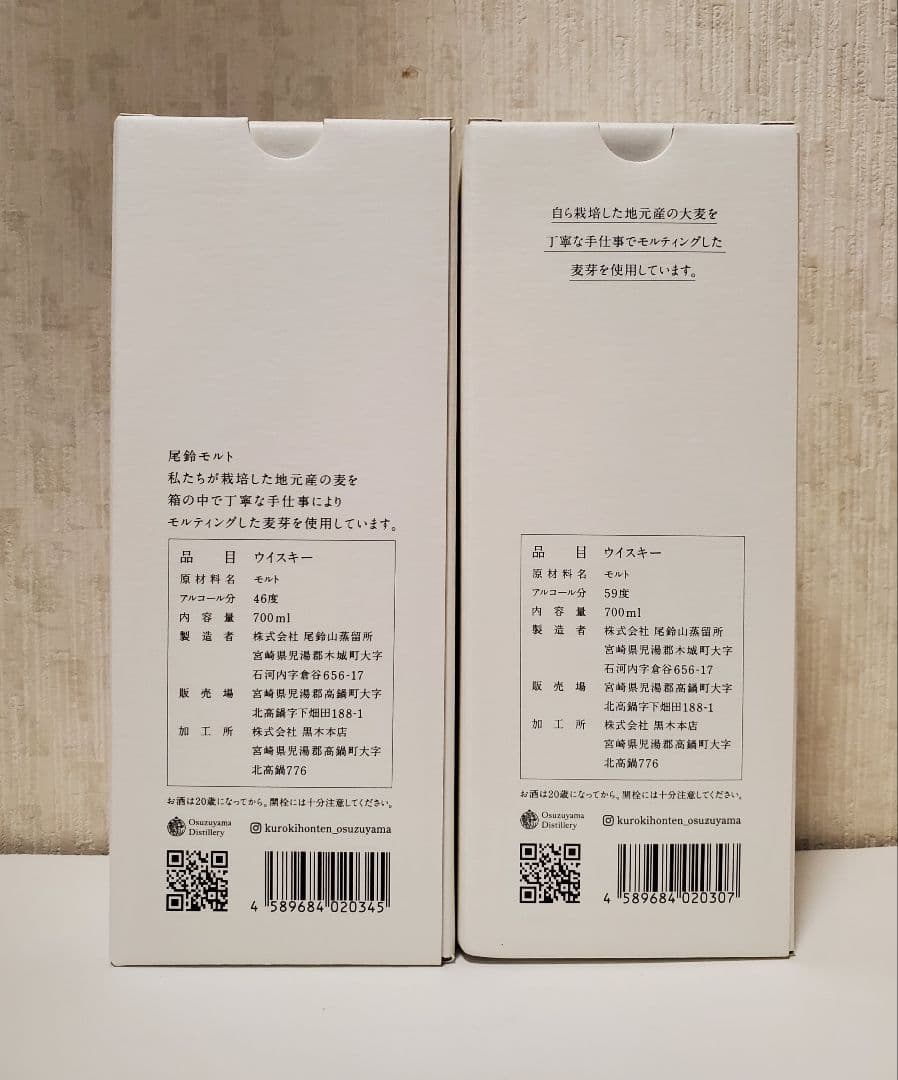 尾鈴モルト
私たちが栽培した地元産の麦を
箱の中で丁寧な手仕事により
モルティングした麦芽を使用しています。
品目 ウイスキー
原材料名 モルト
アルコール分 46度
内容量 700ml
製造者 株式会社 尾鈴山蒸留所
宮崎県児湯郡木城町大字
石河内字倉谷656-17
販売場 宮崎県児湯郡高鍋町大字
北高鍋字下畑田188-1
加工所 株式会社 黒木本店
宮崎県児湯郡高鍋町大字
北高鍋776
お酒は20歳になってから。開栓には十分注意してください。
Osuzuyama
Distillery
kurokihonten_osuzuyama
4 589684 020345
自ら栽培した地元産の大麦を
丁寧な手仕事でモルティングした
麦芽を使用しています。
品目 ウイスキー
原材料名 モルト
アルコール分 59度
内容量 700ml
製造者 株式会社 尾鈴山蒸留所
宮崎県児湯郡木城町大字
石河内字倉谷656-17
販売場 宮崎県児湯郡高鍋町大字
北高鍋字下畑田188-1
加工所 株式会社 黒木本店
宮崎県児湯郡高鍋町大字
北高鍋776
お酒は20歳になってから。開栓には十分注意してください。
Osuzuyama
Distillery
kurokihonten_osuzuyama
4 589684 020307